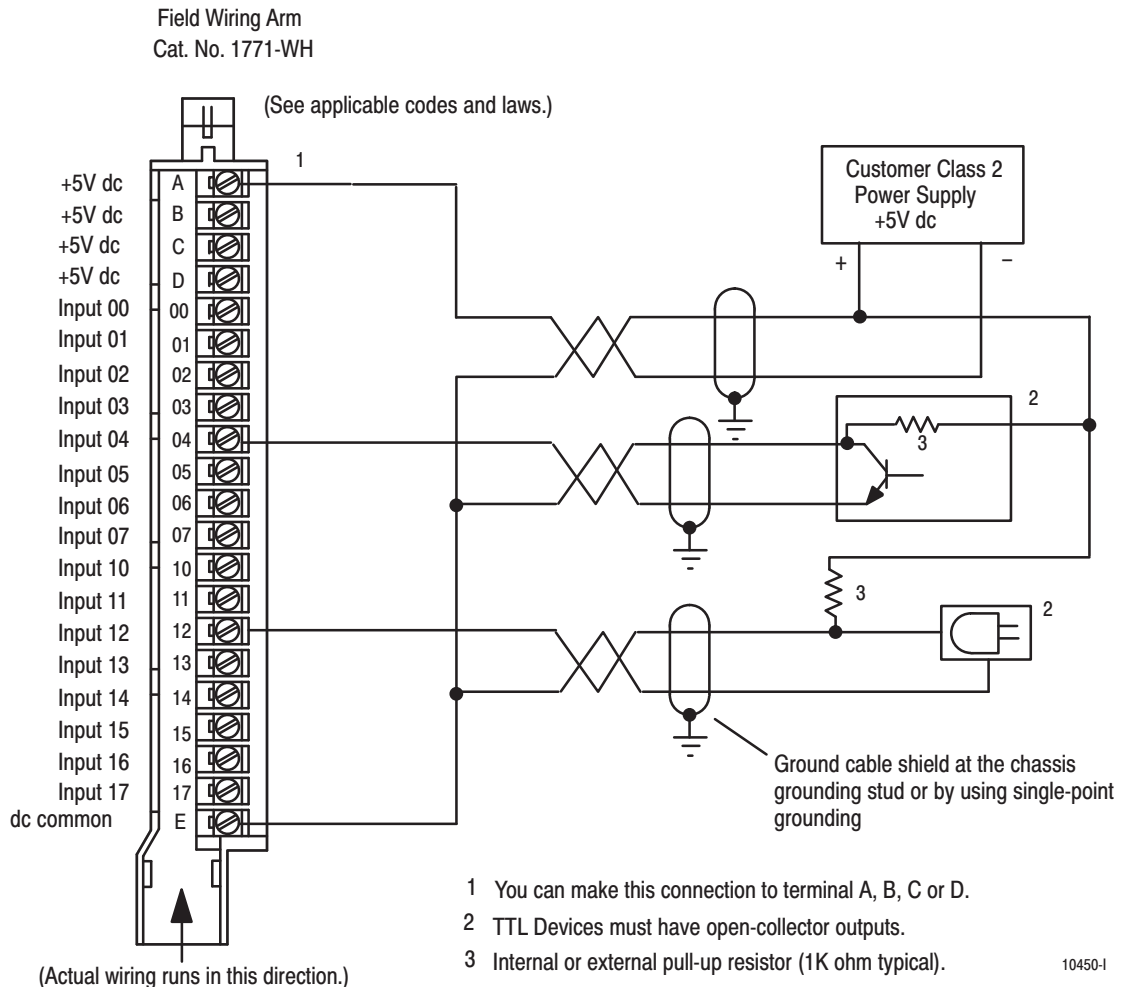 Field Wiring Arm
Cat. No. 1771-WH
(See applicable codes and laws.)
1
+5V dc A
+5V dc B
+5V dc C
+5V dc D
Input 00 00
Input 01 01
Input 02 02
Input 03 03
Input 04 04
Input 05 05
Input 06 06
Input 07 07
Input 10 10
Input 11 11
Input 12 12
Input 13 13
Input 14 14
Input 15 15
Input 16 16
Input 17 17
dc common E
(Actual wiring runs in this direction.)
Customer Class 2
Power Supply
+5V dc
+ –
2
3
3
2
Ground cable shield at the chassis
grounding stud or by using single-point
grounding
1 You can make this connection to terminal A, B, C or D.
2 TTL Devices must have open-collector outputs.
3 Internal or external pull-up resistor (1K ohm typical).
10450-I